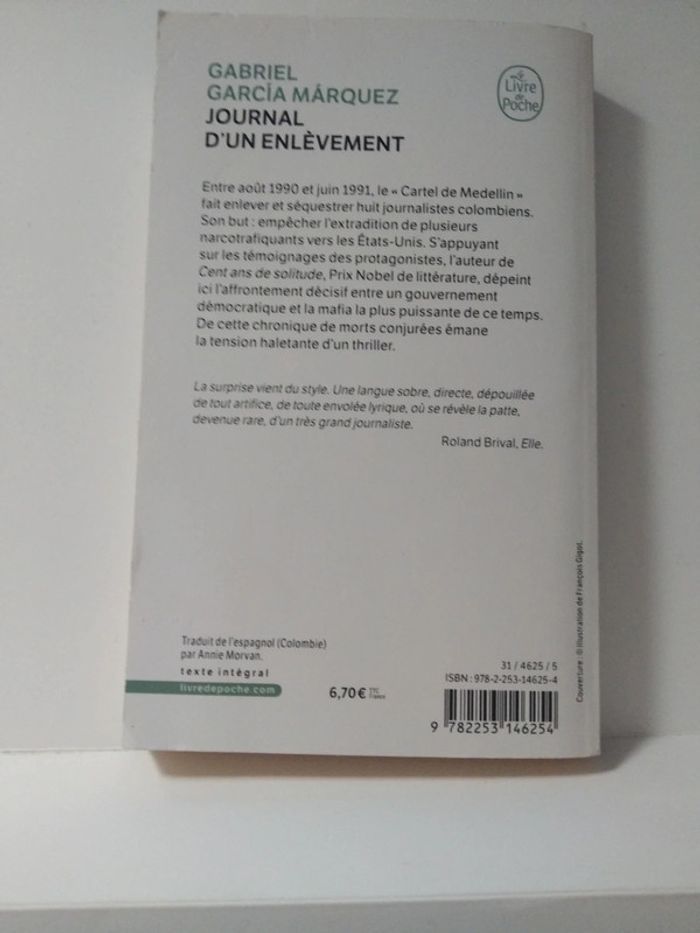 GABRIEL
GARCÍA MÁRQUEZ
JOURNAL
D'UN ENLÈVEMENT
Le
Livre
de
Poche
Entre août 1990 et juin 1991, le « Cartel de Medellin »
fait enlever et séquestrer huit journalistes colombiens.
Son but : empêcher l'extradition de plusieurs
narcotrafiquants vers les États-Unis. S'appuyant
sur les témoignages des protagonistes, l'auteur de
Cent ans de solitude, Prix Nobel de littérature, dépeint
ici l'affrontement décisif entre un gouvernement
démocratique et la mafia la plus puissante de ce temps.
De cette chronique de morts conjurées émane
la tension haletante d'un thriller.
La surprise vient du style. Une langue sobre, directe, dépouillée
de tout artifice, de toute envolée lyrique, où se révèle la patte,
devenue rare, d'un très grand journaliste.
Roland Brival, Elle.
Traduit de l'espagnol (Colombie)
par Annie Morvan.
texte intégral
livredepoche.com
6,70 € TTC
France
31 / 4625 / 5
ISBN : 978-2-253-14625-4
9 782253 146254
Couverture : © Illustration de François Gigot.